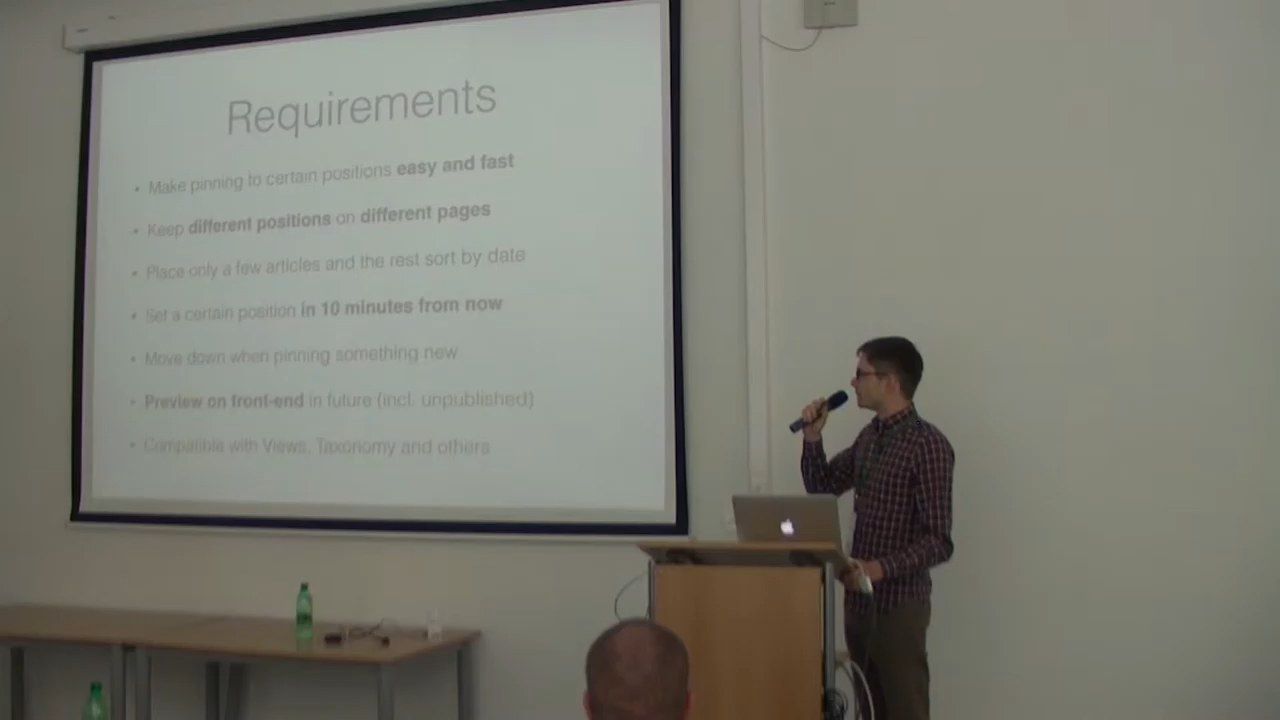 Requirements
• Make pinning to certain positions easy and fast
• Keep different positions on different pages
• Place only a few articles and the rest sort by date
• Set a certain position in 10 minutes from now
• Move down when pinning something new
• Preview on front-end in future (incl. unpublished)
• Compatible with Views, Taxonomy and others